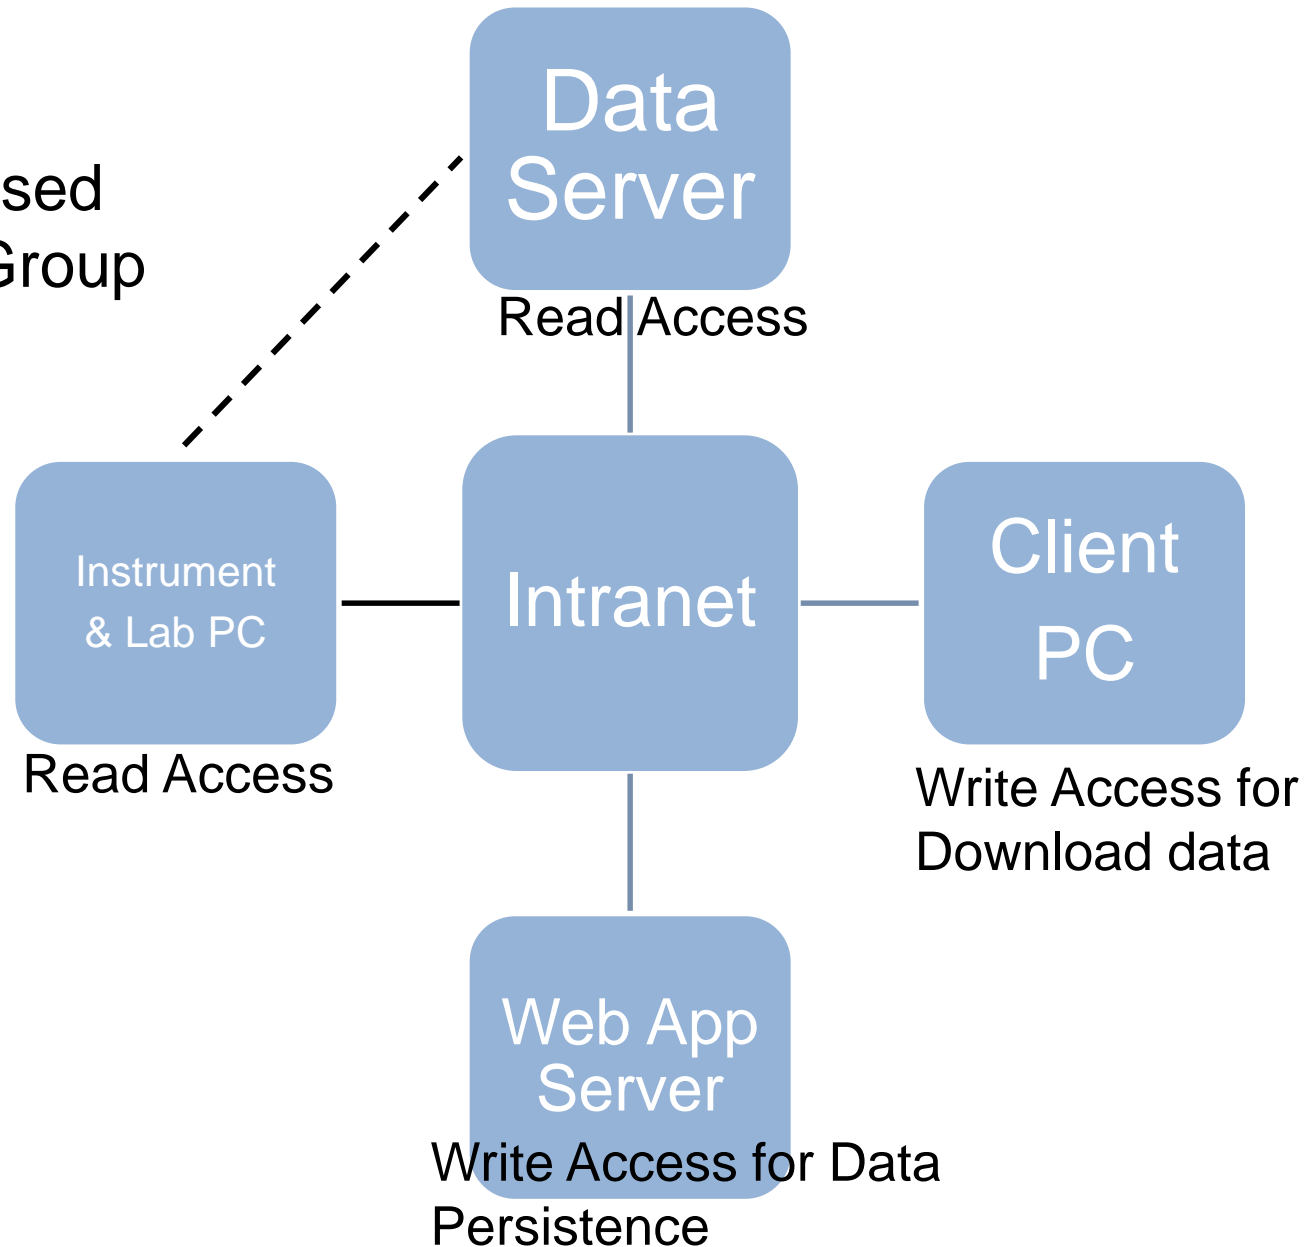 Data
Server
sed
Group
Read Access
Instrument
& Lab PC
Intranet
Client
PC
Read Access
Write Access for
Download data
Web App
Server
Write Access for Data
Persistence